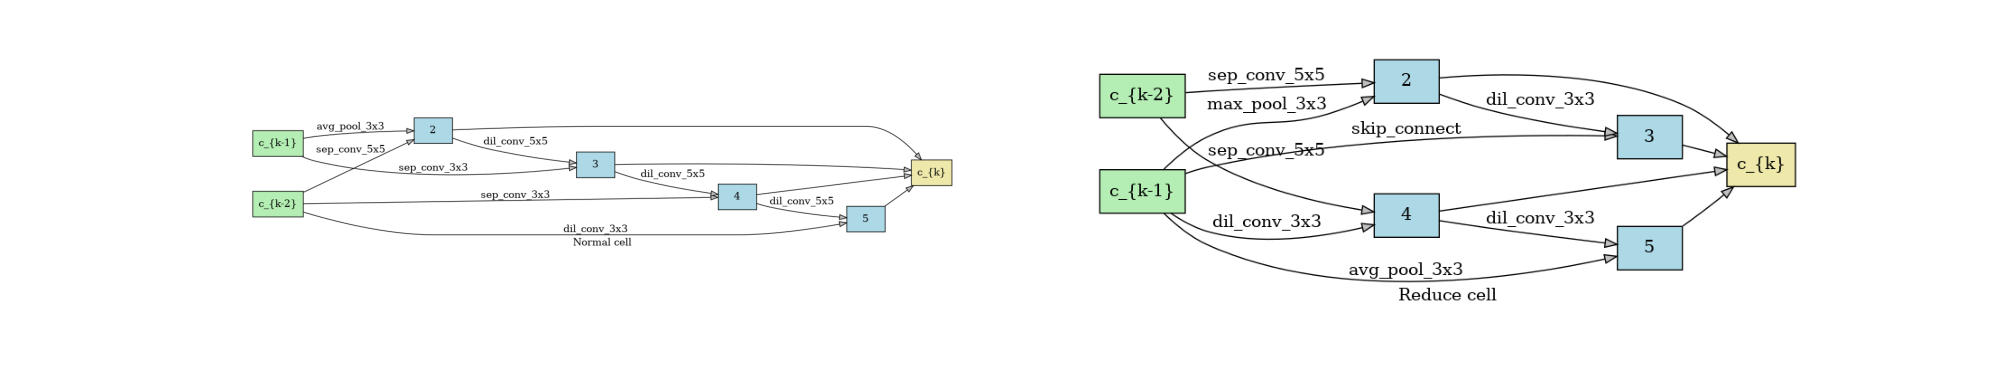 avg_pool_3x3
2
c_{k-1}
dil_conv_5x5
sep_conv_5x5
3
sep_conv_3x3
dil_conv_5x5
c_{k}
sep_conv_3x3
4
dil_conv_5x5
c_{k-2}
5
dil_conv_3x3
Normal cell
sep_conv_5x5
2
c_{k-2}
max_pool_3x3
dil_conv_3x3
skip_connect
3
sep_conv_5x5
c_{k}
c_{k-1}
4
dil_conv_3x3
dil_conv_3x3
5
avg_pool_3x3
Reduce cell